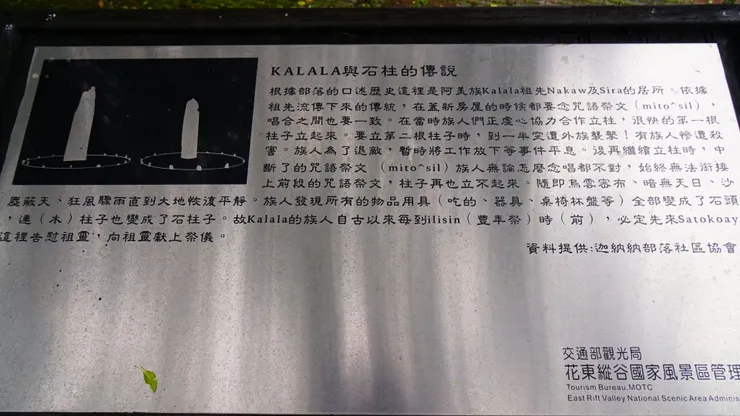 KALALA與石柱的傳說
根據部落的口述歷史這裡是阿美族Kalala祖先Nakaw及Sira的居所。依據
祖先流傳下來的傳統，在蓋新房屋的時候都要念咒語祭文（mito^sil），
唱合之間也要一致。在當時族人們正虛心協力合作立柱，很快的第一根
柱子立起來。要立第二根柱子時，到一半突遭外族襲擊！有族人慘遭殺
害。族人為了退敵，暫時將工作放下等事件平息。後再繼續立柱時，中
斷了的咒語祭文（mito^sil）族人無論怎麼念唱都不對，始終無法銜接
上前段的咒語祭文，柱子再也立不起來。隨即烏雲密布、暗無天日、沙
塵蔽天、狂風驟雨直到大地恢復平靜。族人發現所有的物品用具（吃的、器具、桌椅杯盤等）全部變成了石頭
，連（木）柱子也變成了石柱子。故Kalala的族人自古以來每到ilisin（豐年祭）時（前），必定先來Satokoay
這裡告慰祖靈，向祖靈獻上祭儀。
資料提供:迦納納部落社區協會
交通部觀光局
花東縱谷國家風景區管理
Tourism Bureau,MOTC
East Rift Valley National Scenic Area Adminis